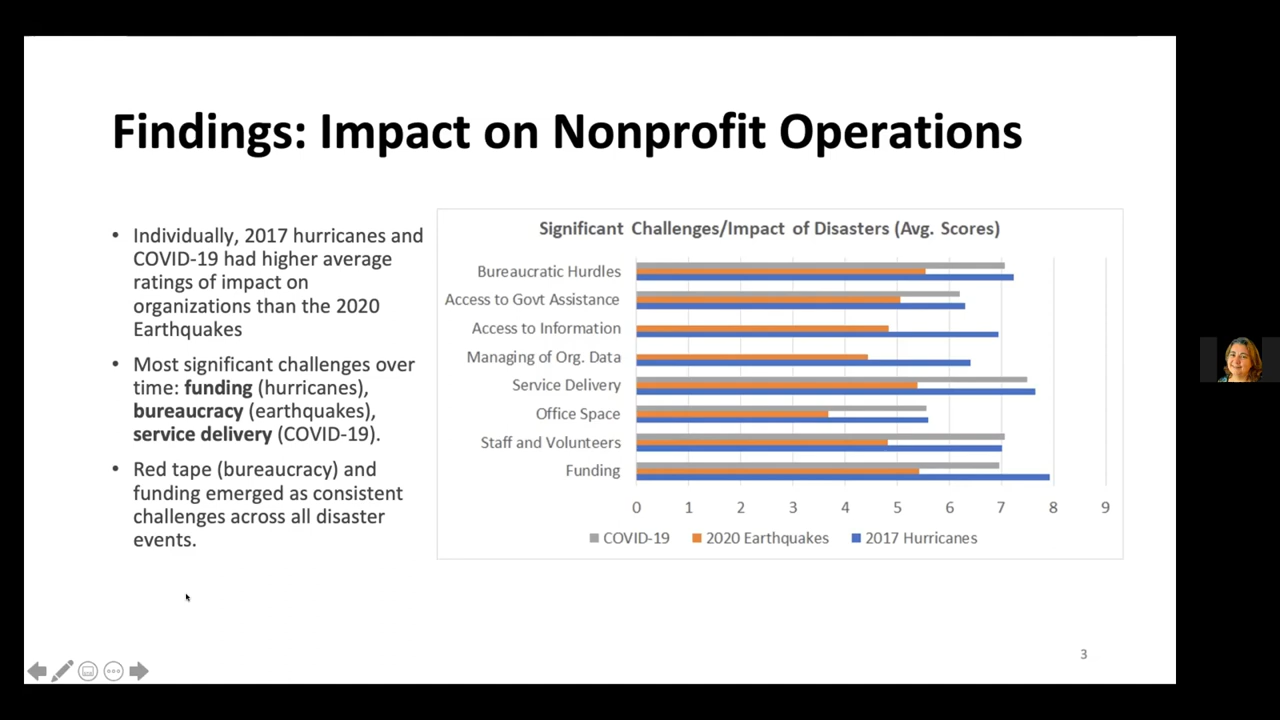 Findings: Impact on Nonprofit Operations
• Individually, 2017 hurricanes and
COVID-19 had higher average
ratings of impact on
organizations than the 2020
Earthquakes
• Most significant challenges over
time: funding (hurricanes),
bureaucracy (earthquakes),
service delivery (COVID-19).
• Red tape (bureaucracy) and
funding emerged as consistent
challenges across all disaster
events.
Significant Challenges/Impact of Disasters (Avg. Scores)
Bureaucratic Hurdles
Access to Govt Assistance
Access to Information
Managing of Org. Data
Service Delivery
Office Space
Staff and Volunteers
Funding
0 1 2 3 4 5 6 7 8 9
COVID-19 2020 Earthquakes 2017 Hurricanes
3